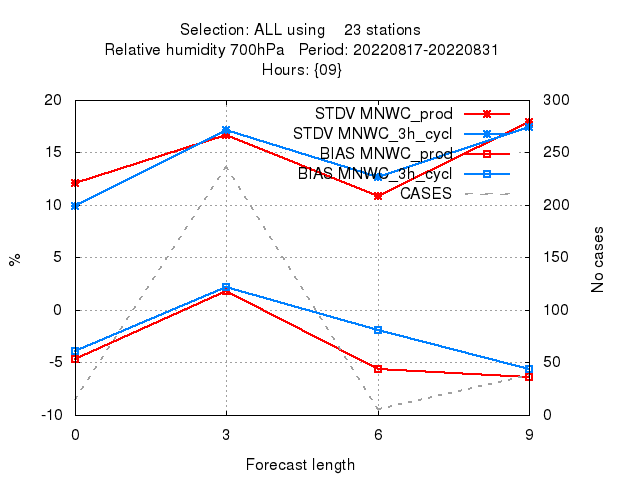 Selection: ALL using    23 stations
Relative humidity 700hPa   Period: 20220817-20220831
Hours: {09}
20
15
10
5
0
-5
-10
%
300
250
200
150
100
50
0
No cases
STDV MNWC_prod
STDV MNWC_3h_cycl
BIAS MNWC_prod
BIAS MNWC_3h_cycl
CASES
0 3 6 9
Forecast length